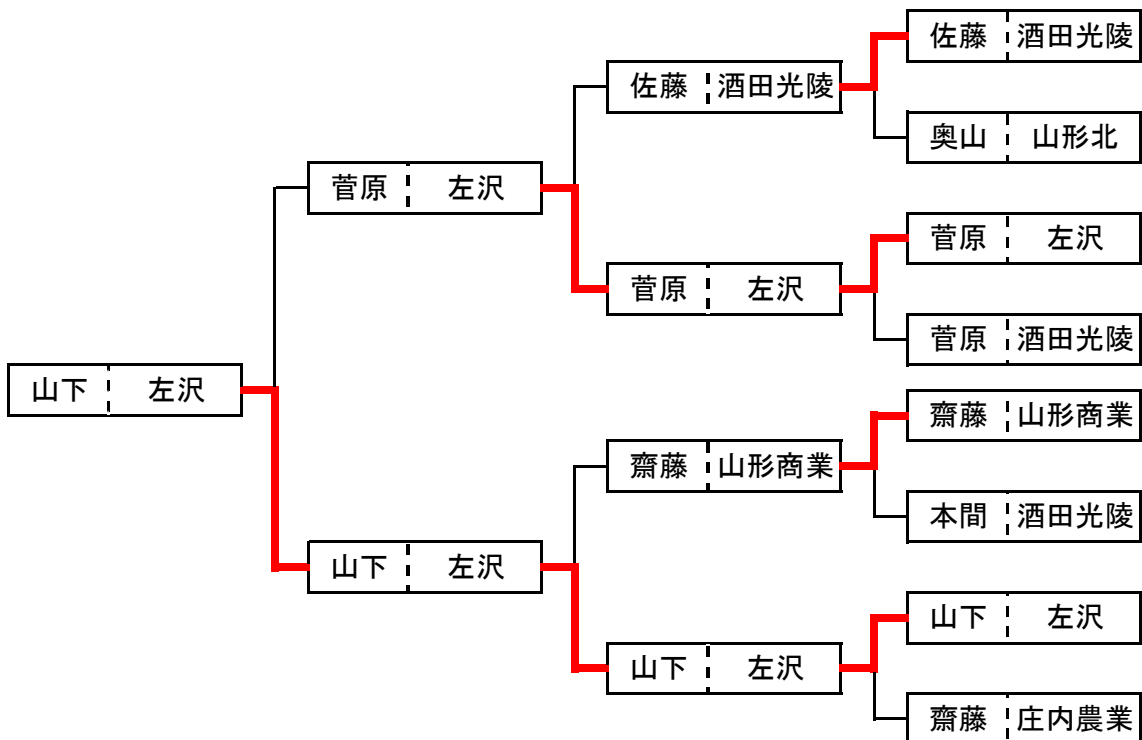 佐藤 酒田光陵
佐藤 酒田光陵
奥山 山形北
菅原 左沢
菅原 左沢
菅原 左沢
菅原 酒田光陵
山下 左沢
齋藤 山形商業
齋藤 山形商業
本間 酒田光陵
山下 左沢
山下 左沢
山下 左沢
齋藤 庄内農業